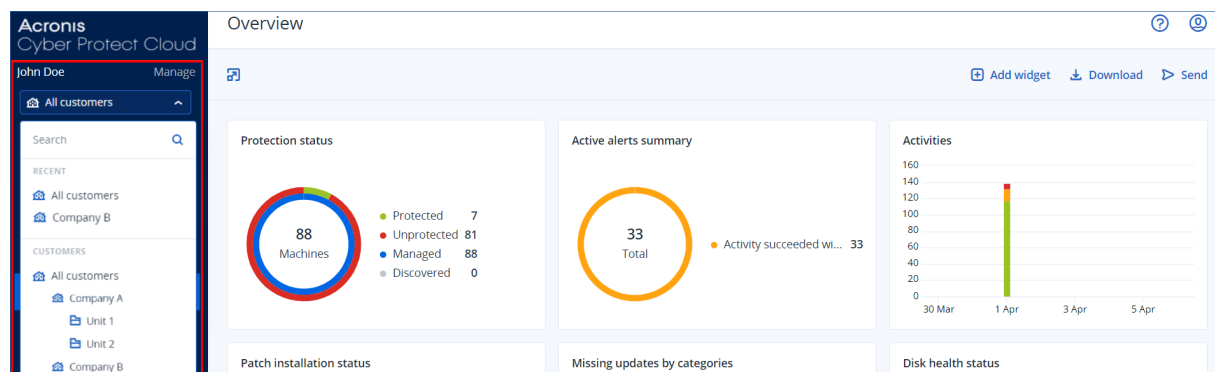 Acronis
Cyber Protect Cloud
John Doe Manage
All customers
Search
RECENT
All customers
Company B
CUSTOMERS
All customers
Company A
Unit 1
Unit 2
Company B
Overview
Add widget Download Send
Protection status
88
Machines
Protected 7
Unprotected 81
Managed 88
Discovered 0
Active alerts summary
33
Total
Activity succeeded wi... 33
Activities
160
140
120
100
80
60
40
20
0
30 Mar 1 Apr 3 Apr 5 Apr
Patch installation status
Missing updates by categories
Disk health status